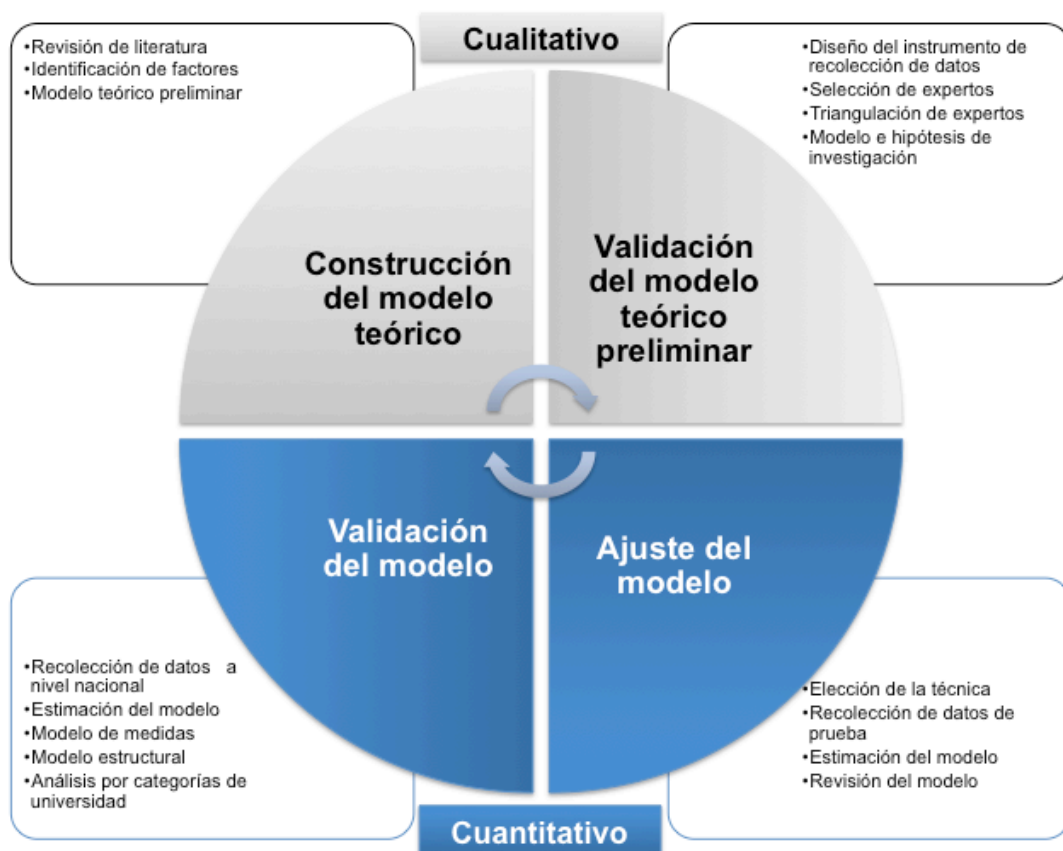 Cualitativo
•Revisión de literatura
•Identificación de factores
•Modelo teórico preliminar
•Diseño del instrumento de
recolección de datos
•Selección de expertos
•Triangulación de expertos
•Modelo e hipótesis de
investigación
Construcción
del modelo
teórico
Validación
del modelo
teórico
preliminar
Validación
del modelo
Ajuste del
modelo
•Recolección de datos a
nivel nacional
•Estimación del modelo
•Modelo de medidas
•Modelo estructural
•Análisis por categorías de
universidad
•Elección de la técnica
•Recolección de datos de
prueba
•Estimación del modelo
•Revisión del modelo
Cuantitativo